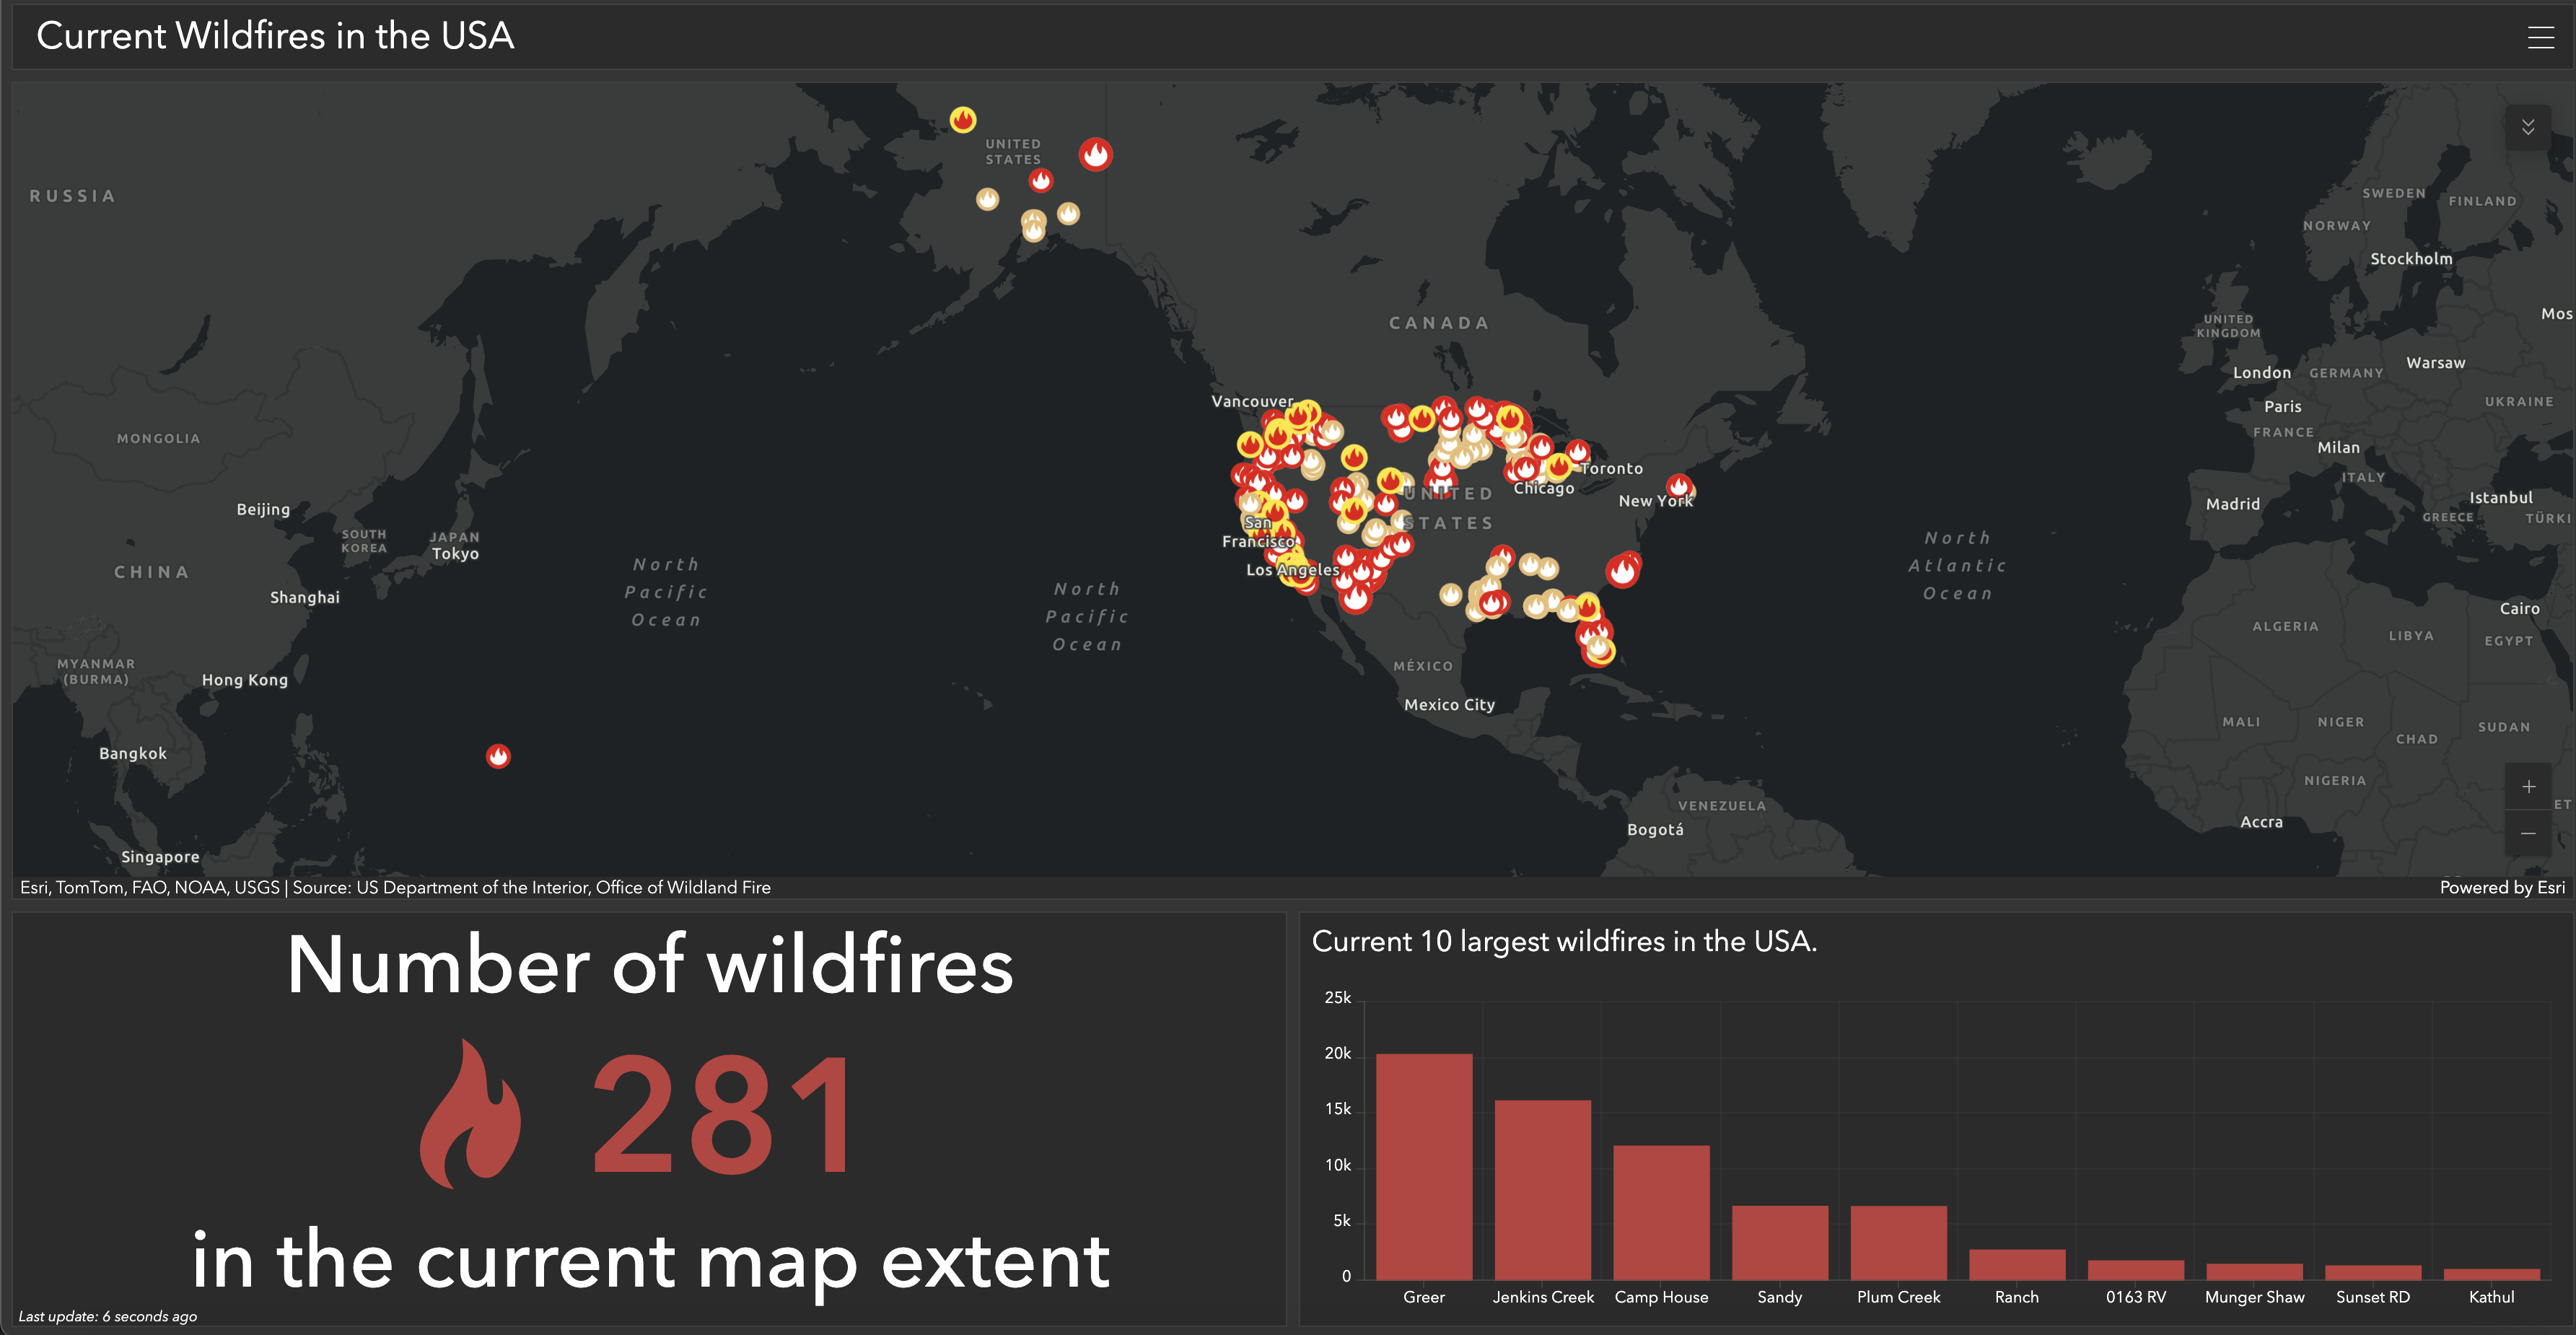 Current Wildfires in the USA
UNITED
STATES
RUSSIA
SWEDEN
FINLAND
NORWAY
Stockholm
CANADA
UNITED
KINGDOM
Warsaw
London
GERMANY
Vancouver
Paris
UKRAINE
FRANCE
MONGOLIA
Milan
Toronto
ITALY
Chicago
UNITED
STATES
New York
Istanbul
Madrid
Beijing
GREECE
San
Francisco
SOUTH
KOREA
JAPAN
Tokyo
North
Pacific
Ocean
North
Atlantic
Ocean
CHINA
Los Angeles
North
Pacific
Ocean
Shanghai
Cairo
ALGERIA
LIBYA
EGYPT
MYANMAR
(BURMA)
MÉXICO
Hong Kong
Mexico City
MALI
NIGER
SUDAN
CHAD
Bangkok
NIGERIA
VENEZUELA
Bogotá
Accra
Singapore
Esri, TomTom, FAO, NOAA, USGS | Source: US Department of the Interior, Office of Wildland Fire
Powered by Esri
Number of wildfires
281
in the current map extent
Last update: 6 seconds ago
Current 10 largest wildfires in the USA.
25k
20k
15k
10k
5k
0
Greer
Jenkins Creek
Camp House
Sandy
Plum Creek
Ranch
0163 RV
Munger Shaw
Sunset RD
Kathul